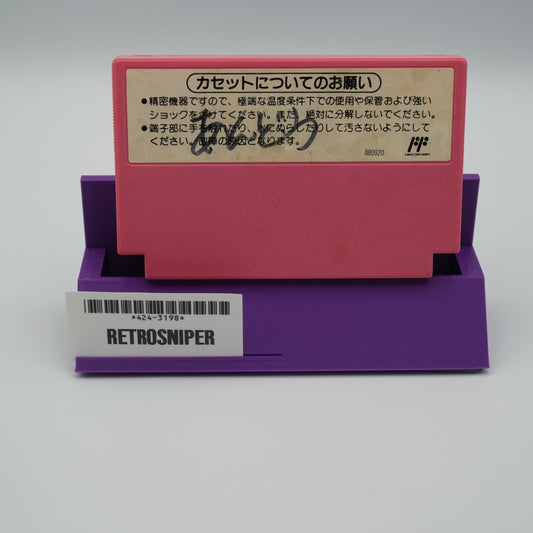 カセットについてのお願い
●精密機器ですので、極端な温度条件下での使用や保管および強い
ショックを避けてください。また、絶対に分解しないでください。
●端子部に手を触れたり、水にぬらしたりして汚さないようにして
ください。故障の原因となります。
880920
*424-3198*
RETROSNIPER